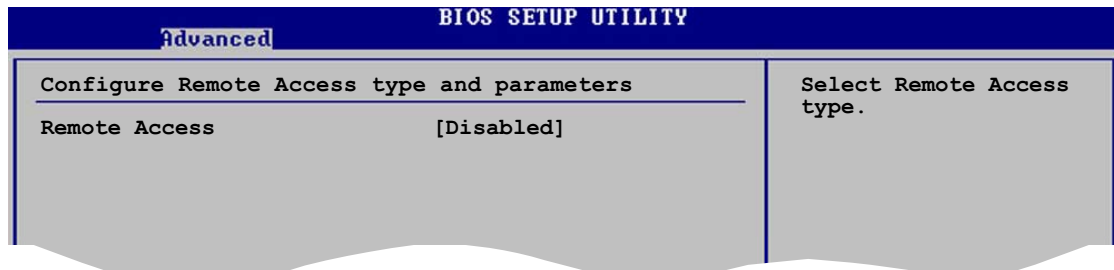 BIOS SETUP UTILITY
Advanced
Configure Remote Access type and parameters
Remote Access [Disabled]
Select Remote Access
type.